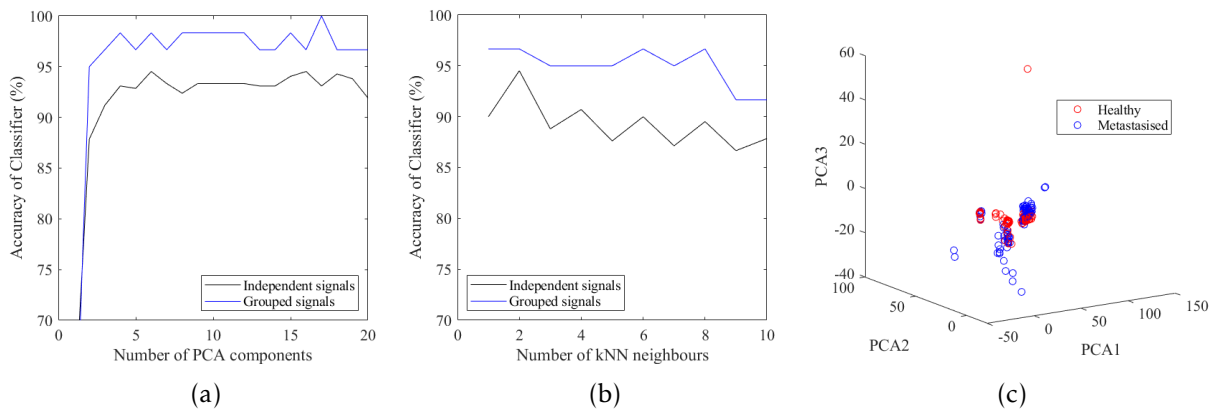 100
95
90
85
80
75
70
Accuracy of Classifier (%)
Independent signals
Grouped signals
0 5 10 15 20
Number of PCA components
(a)
100
95
90
85
80
75
70
Accuracy of Classifier (%)
Independent signals
Grouped signals
0 2 4 6 8 10
Number of kNN neighbours
(b)
60
40
20
0
-20
-40
PCA3
Healthy
Metastasised
100
50
0
PCA2
-50
0
50
100
150
PCA1
(c)